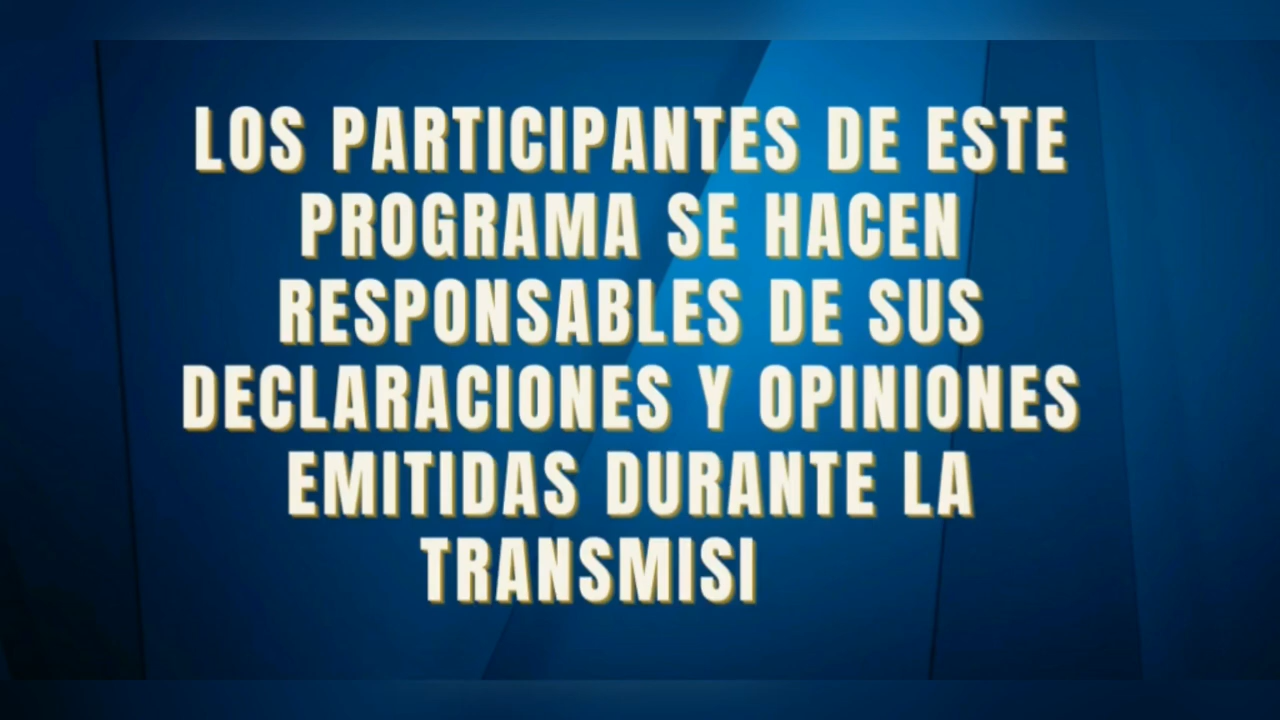 LOS PARTICIPANTES DE ESTE
PROGRAMA SE HACEN
RESPONSABLES DE SUS
DECLARACIONES Y OPINIONES
EMITIDAS DURANTE LA
TRANSMISI